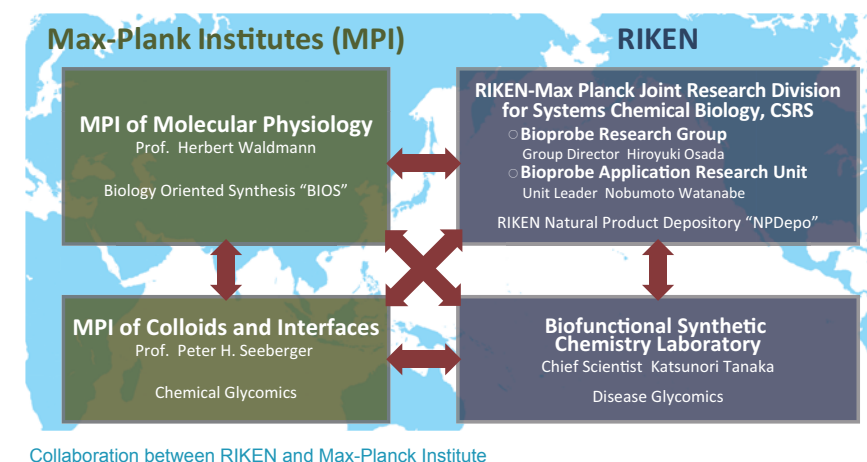 Max-Plank Institutes (MPI)
RIKEN
MPI of Molecular Physiology
Prof. Herbert Waldmann
Biology Oriented Synthesis “BIOS”
RIKEN-Max Planck Joint Research Division
for Systems Chemical Biology, CSRS
○Bioprobe Research Group
Group Director Hiroyuki Osada
○Bioprobe Application Research Unit
Unit Leader Nobumoto Watanabe
RIKEN Natural Product Depository “NPDepo”
MPI of Colloids and Interfaces
Prof. Peter H. Seeberger
Chemical Glycomics
Biofunctional Synthetic
Chemistry Laboratory
Chief Scientist Katsunori Tanaka
Disease Glycomics
Collaboration between RIKEN and Max-Planck Institute